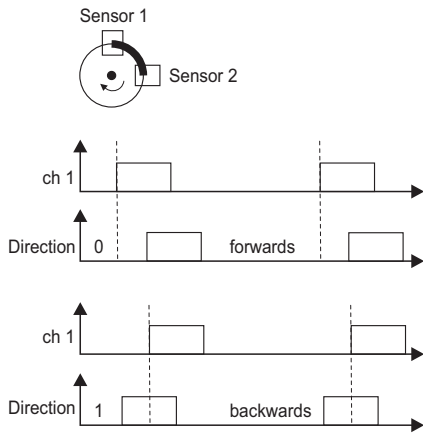 Sensor 1
Sensor 2
ch 1
Direction 0 forwards
ch 1
Direction 1 backwards